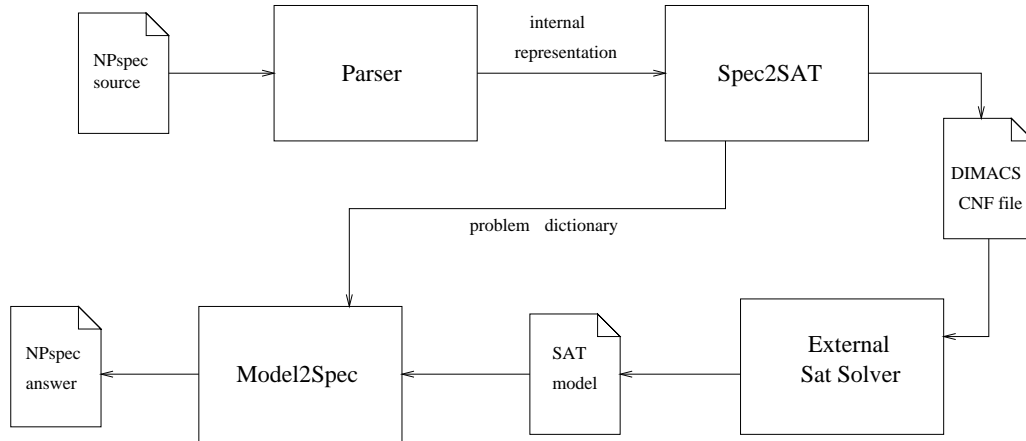 NPspec
source
Parser
internal
representation
Spec2SAT
DIMACS
CNF file
problem dictionary
NPspec
answer
Model2Spec
SAT
model
External
Sat Solver